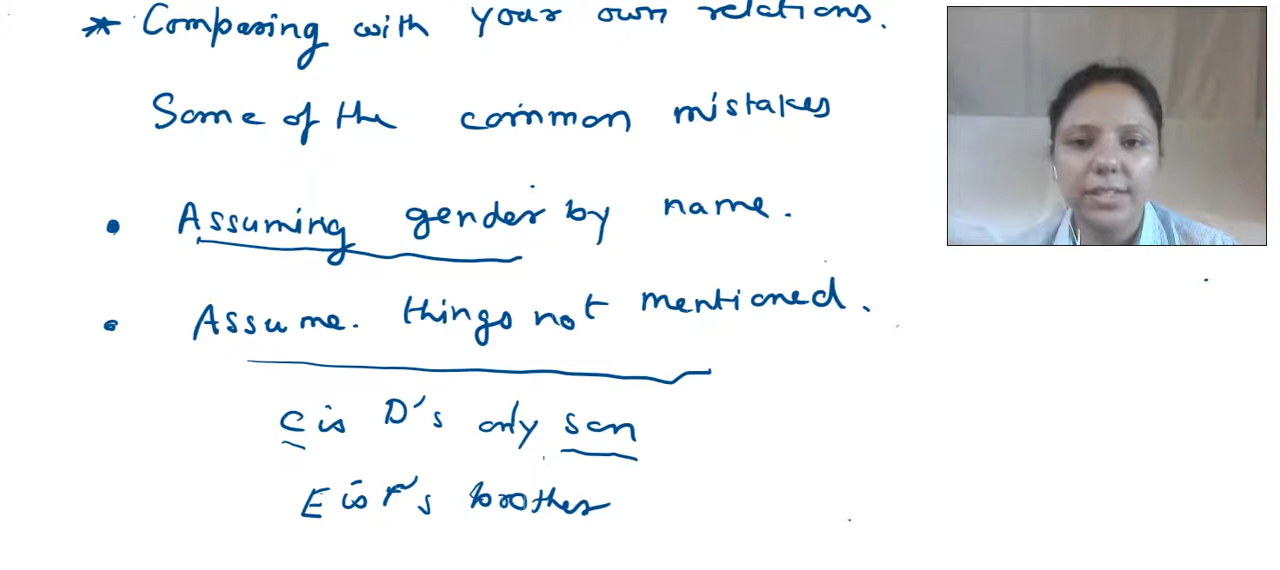 * Comparing with your own relations.
Some of the common mistakes
• Assuming gender by name.
• Assume. things not mentioned.
C is D's only son
E is F's brother